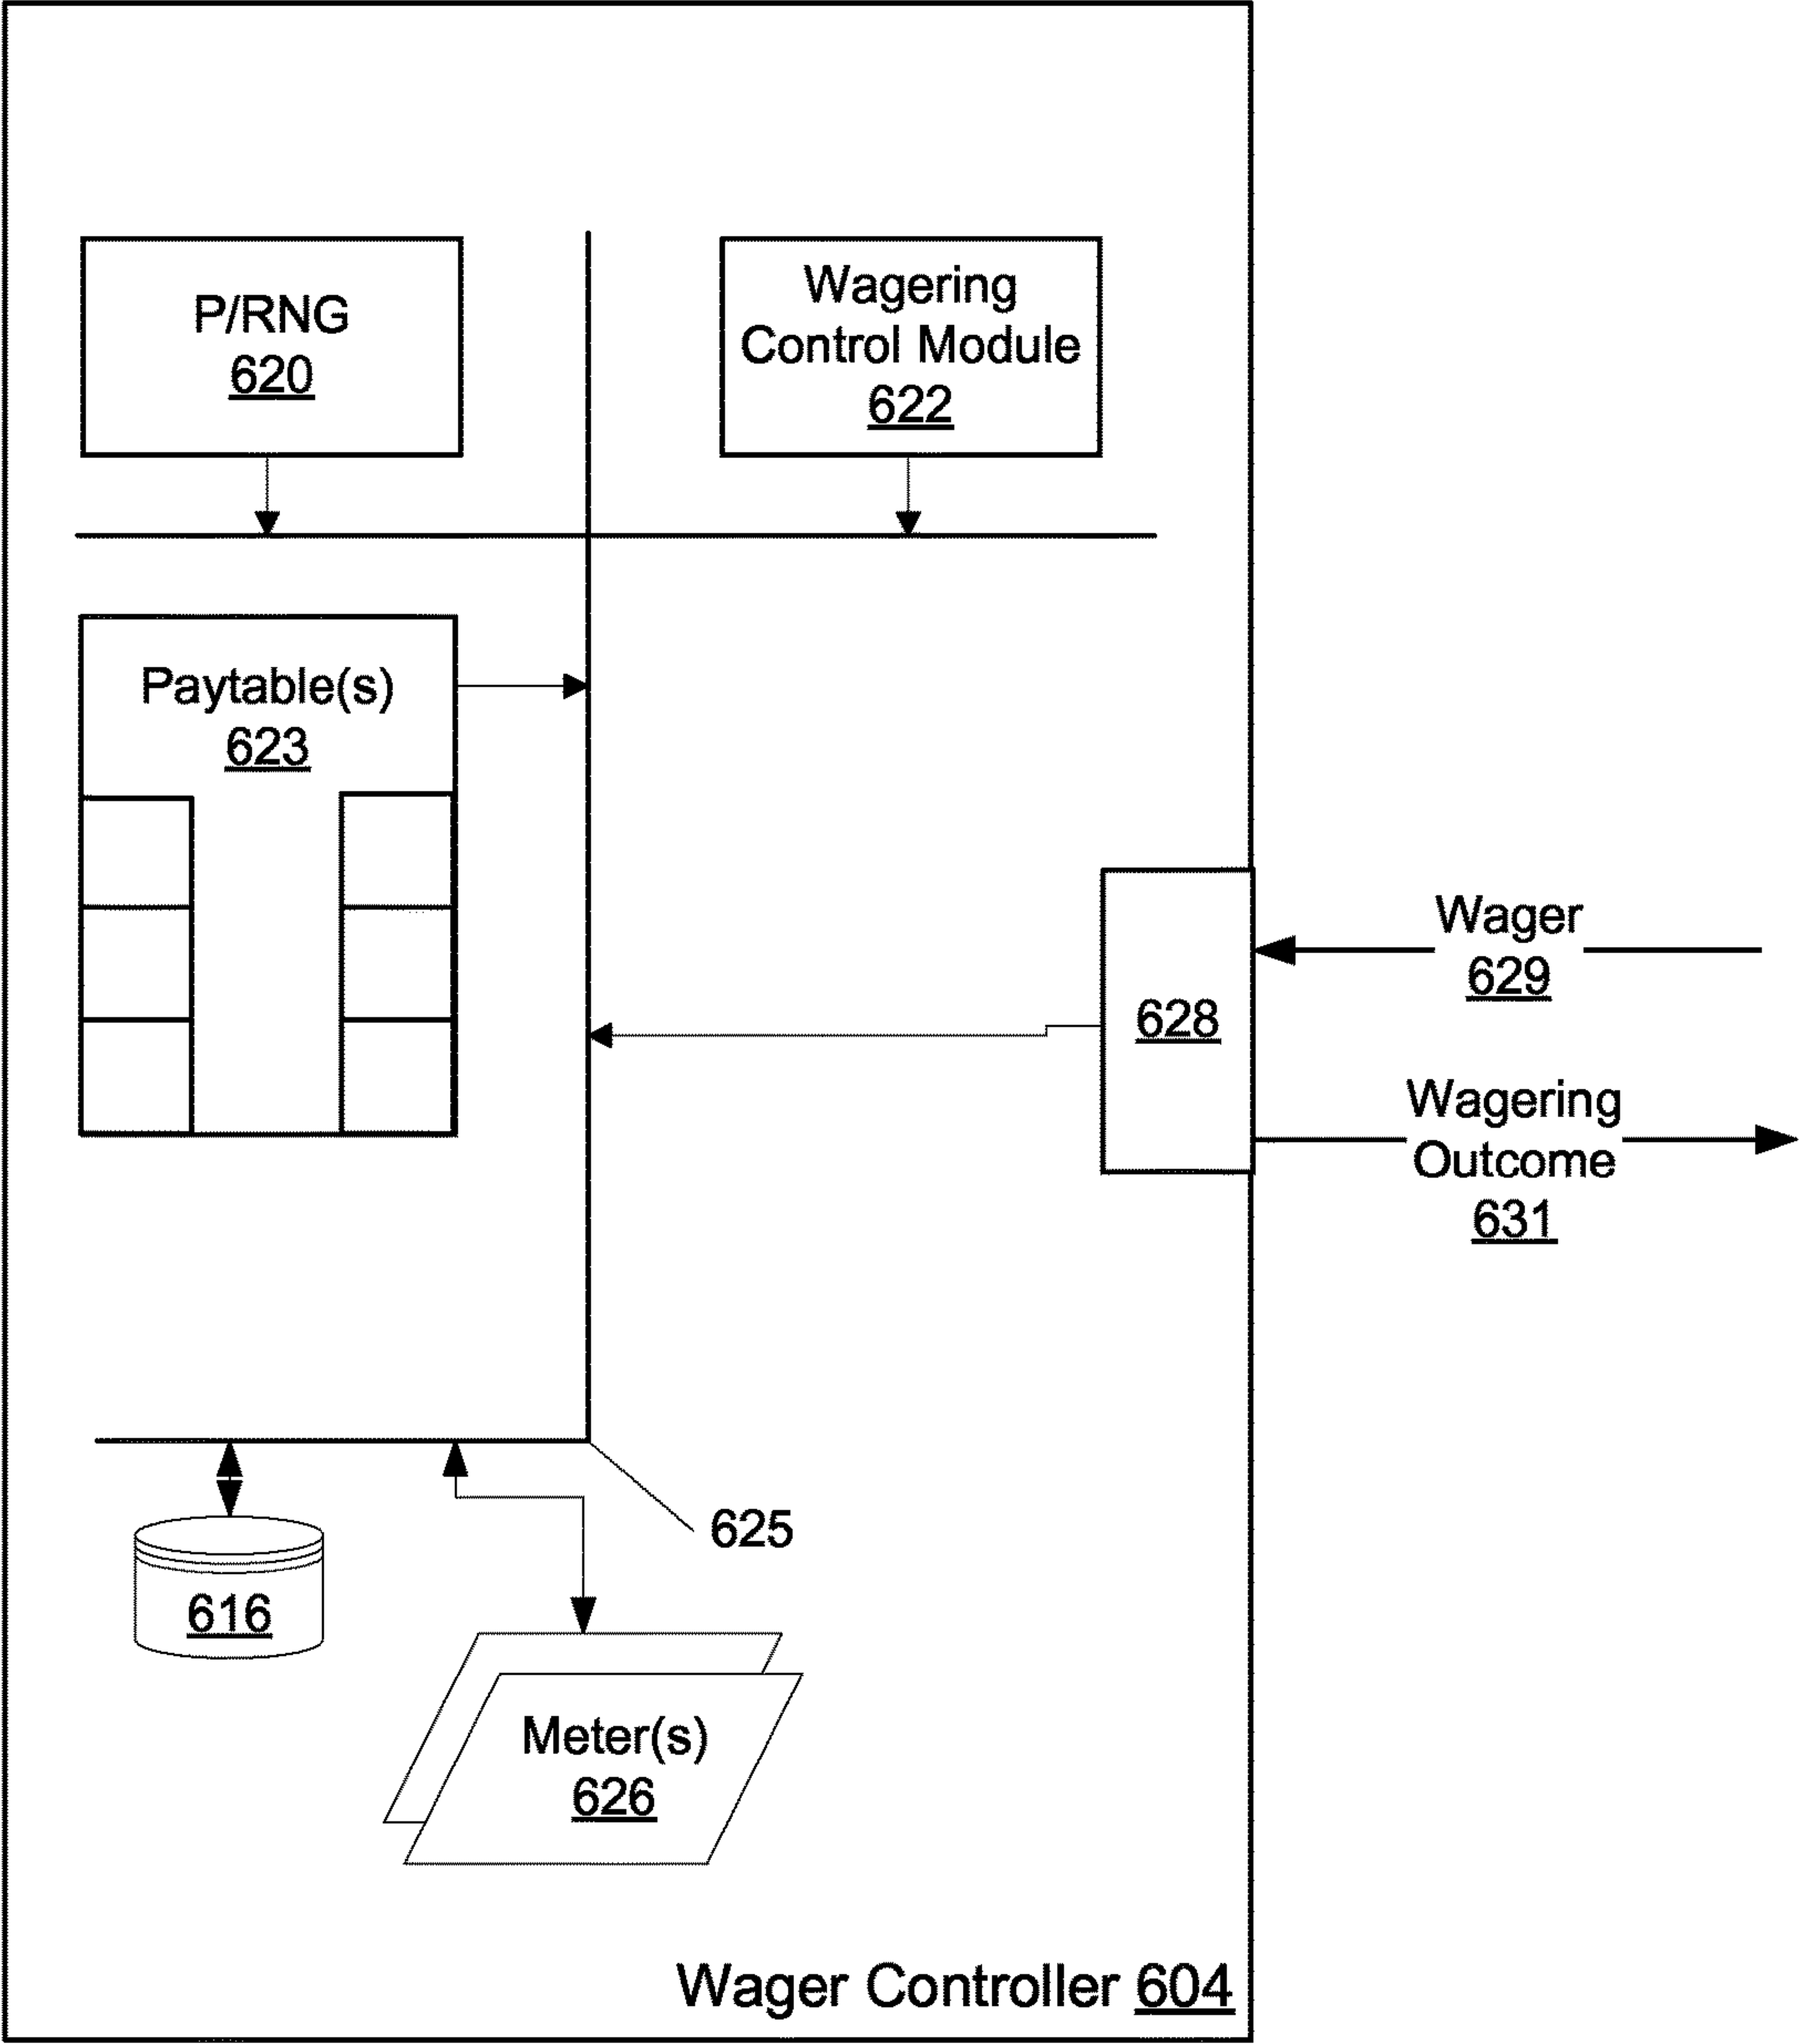 P/RNG
620
Wagering
Control Module
622
Paytable(s)
623
Wager
629
628
Wagering
Outcome
631
625
616
Meter(s)
626
Wager Controller 604